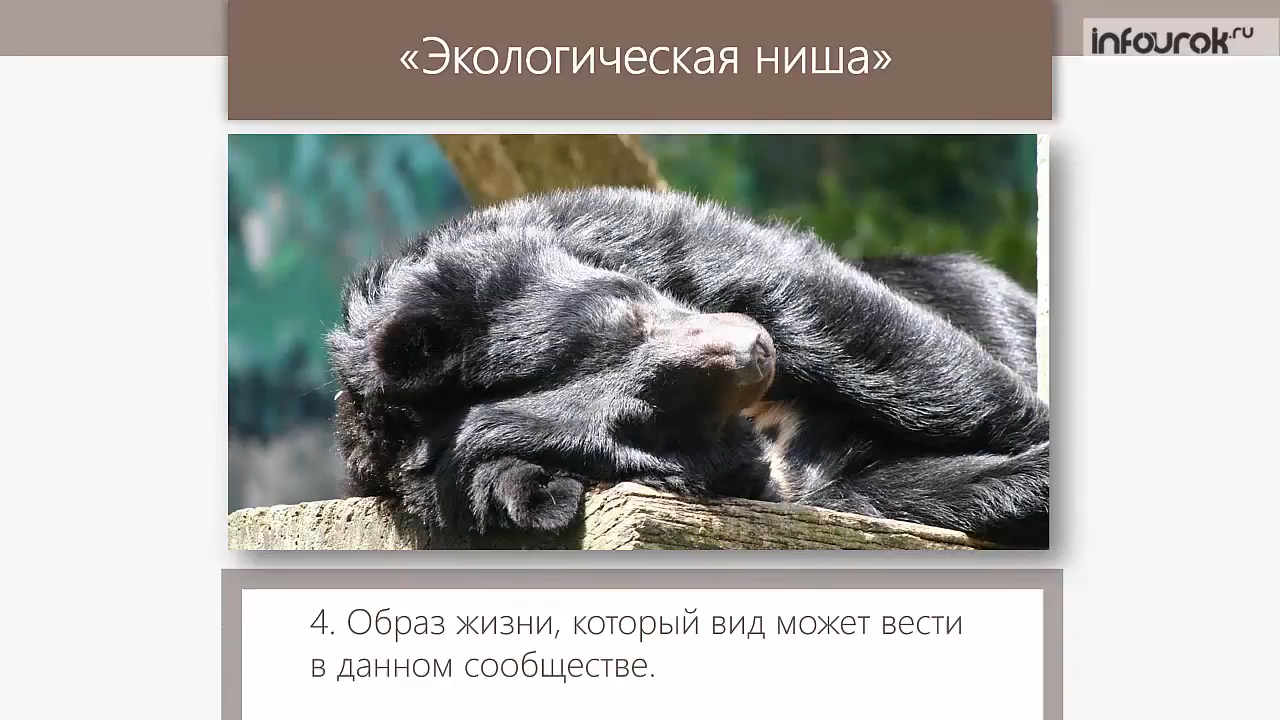 «Экологическая ниша»
infourok.ru
4. Образ жизни, который вид может вести
в данном сообществе.